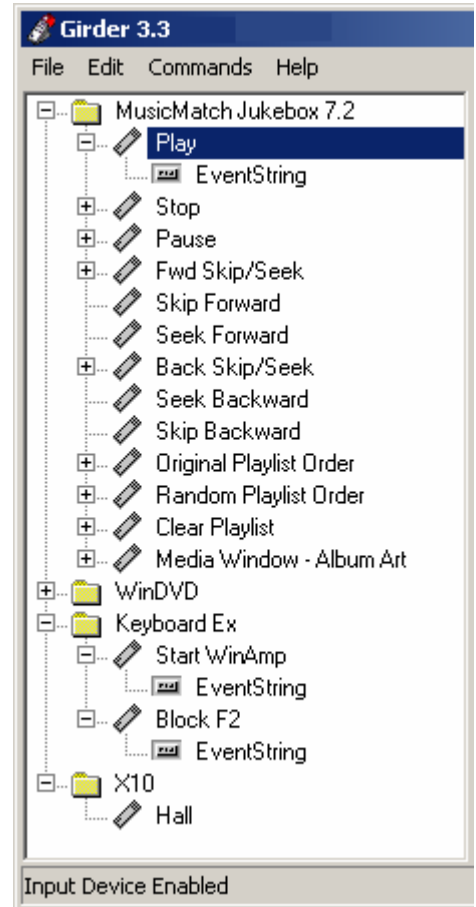 Girder 3.3
File Edit Commands Help
MusicMatch Jukebox 7.2
Play
EventString
Stop
Pause
Fwd Skip/Seek
Skip Forward
Seek Forward
Back Skip/Seek
Seek Backward
Skip Backward
Original Playlist Order
Random Playlist Order
Clear Playlist
Media Window - Album Art
WinDVD
Keyboard Ex
Start WinAmp
EventString
Block F2
EventString
X10
Hall
Input Device Enabled